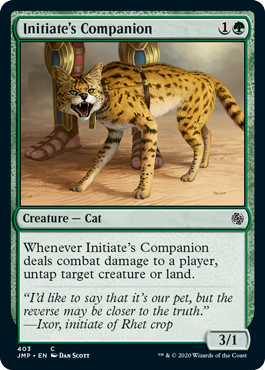 Initiate's Companion 1
Creature — Cat
Whenever Initiate's Companion
deals combat damage to a player,
untap target creature or land.
"I'd like to say that it's our pet, but the
reverse may be closer to the truth."
—Ixor, initiate of Rhet crop
3/1
403 C
JMP • EN DAN SCOTT
™ & © 2020 Wizards of the Coast